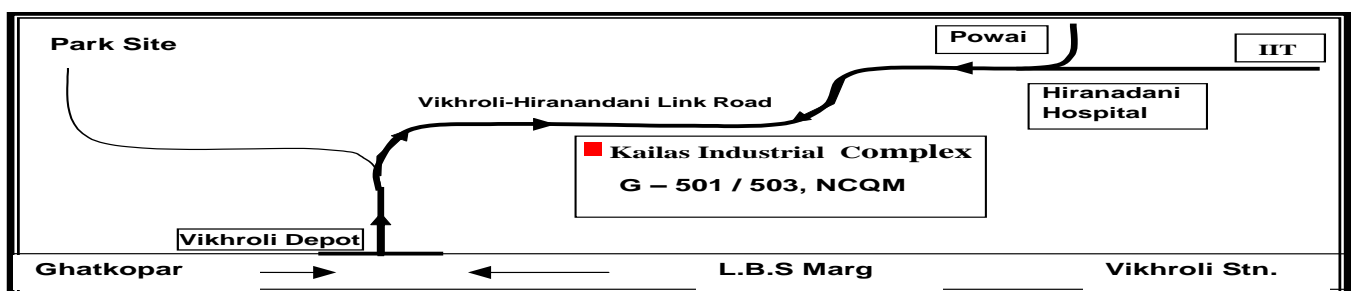 Park Site
Powai
IIT
Vikhroli-Hiranandani Link Road
Hiranadani
Hospital
Kailas Industrial Complex
G – 501 / 503, NCQM
Vikhroli Depot
Ghatkopar
L.B.S Marg
Vikhroli Stn.